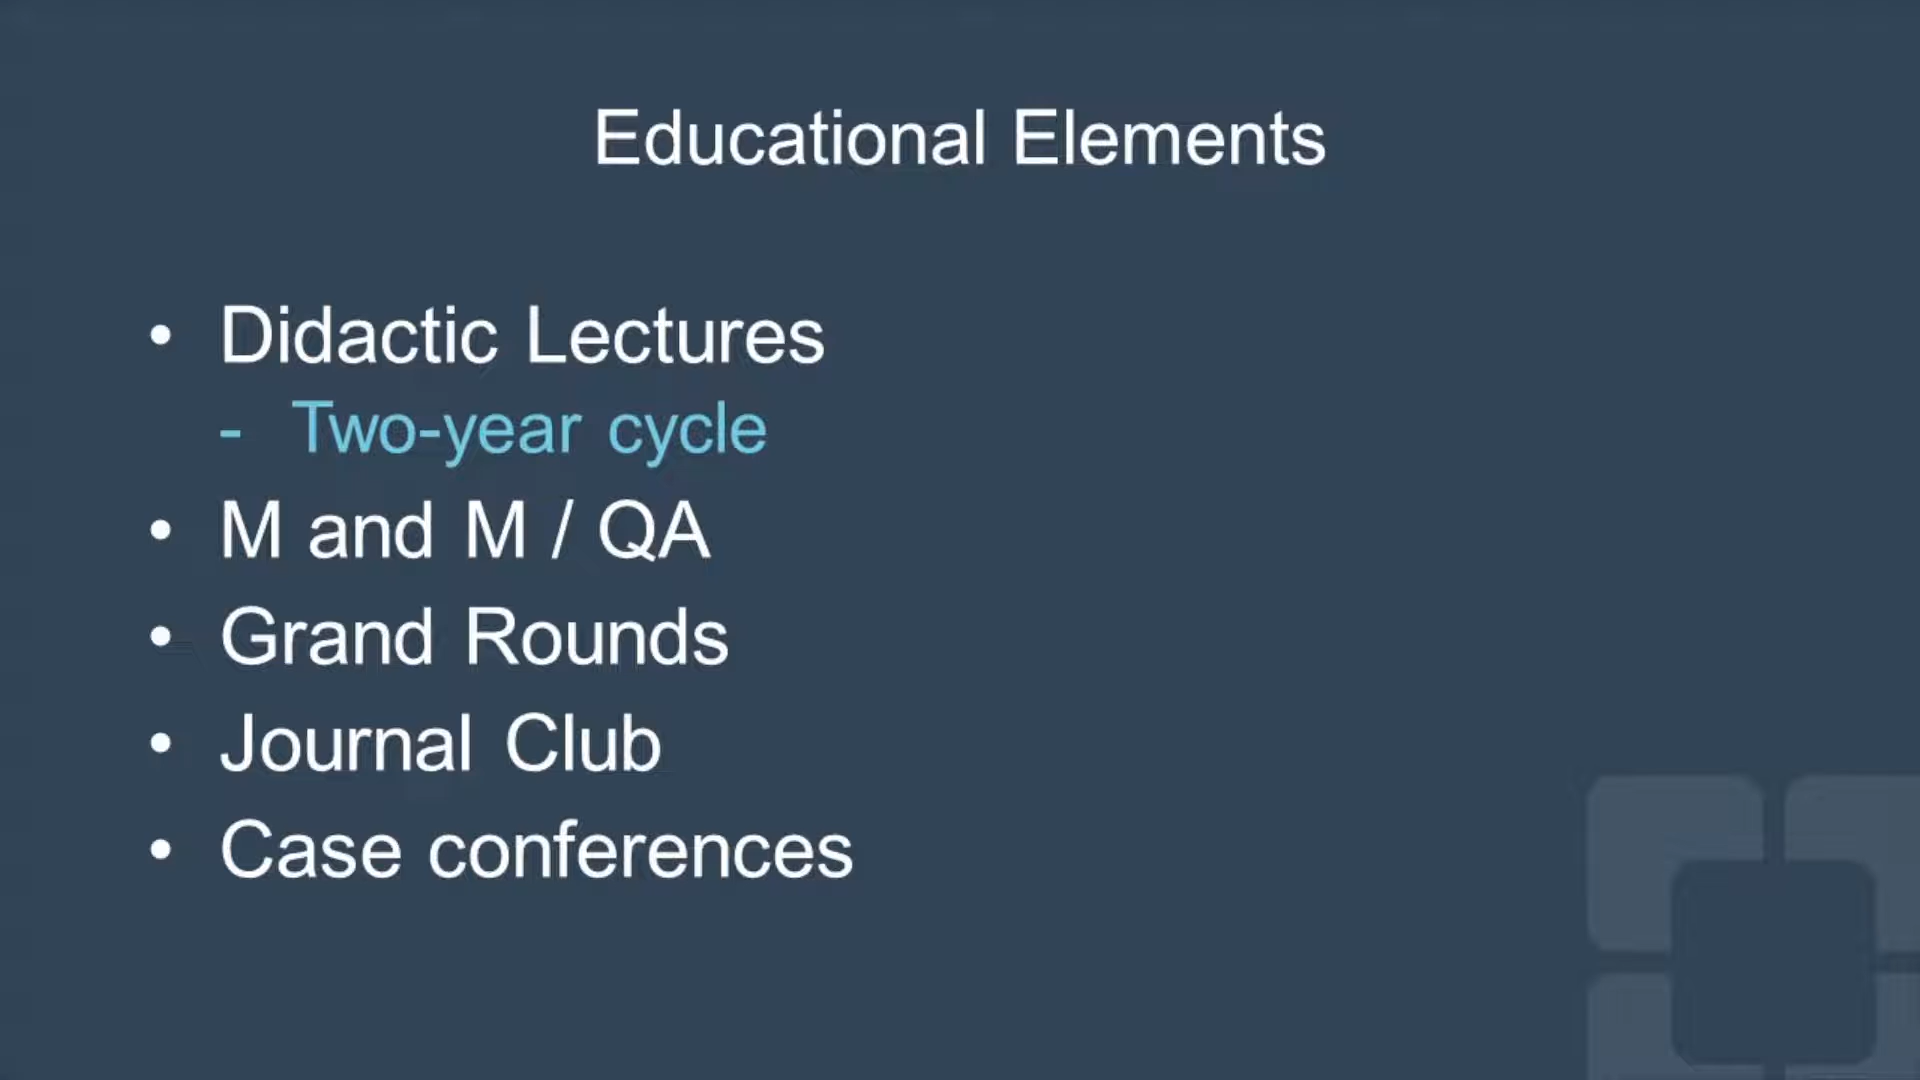 Educational Elements
• Didactic Lectures
- Two-year cycle
• M and M / QA
• Grand Rounds
• Journal Club
• Case conferences